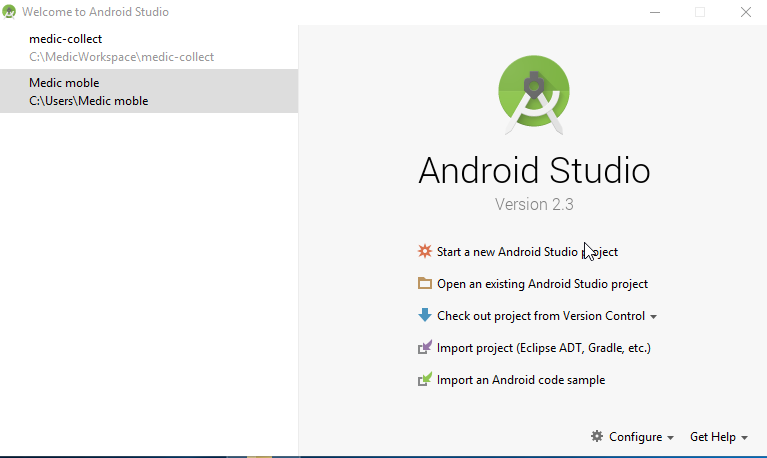 Welcome to Android Studio
medic-collect
C:\MedicWorkspace\medic-collect
Medic moble
C:\Users\Medic moble
Android Studio
Version 2.3
Start a new Android Studio project
Open an existing Android Studio project
Check out project from Version Control
Import project (Eclipse ADT, Gradle, etc.)
Import an Android code sample
Configure
Get Help